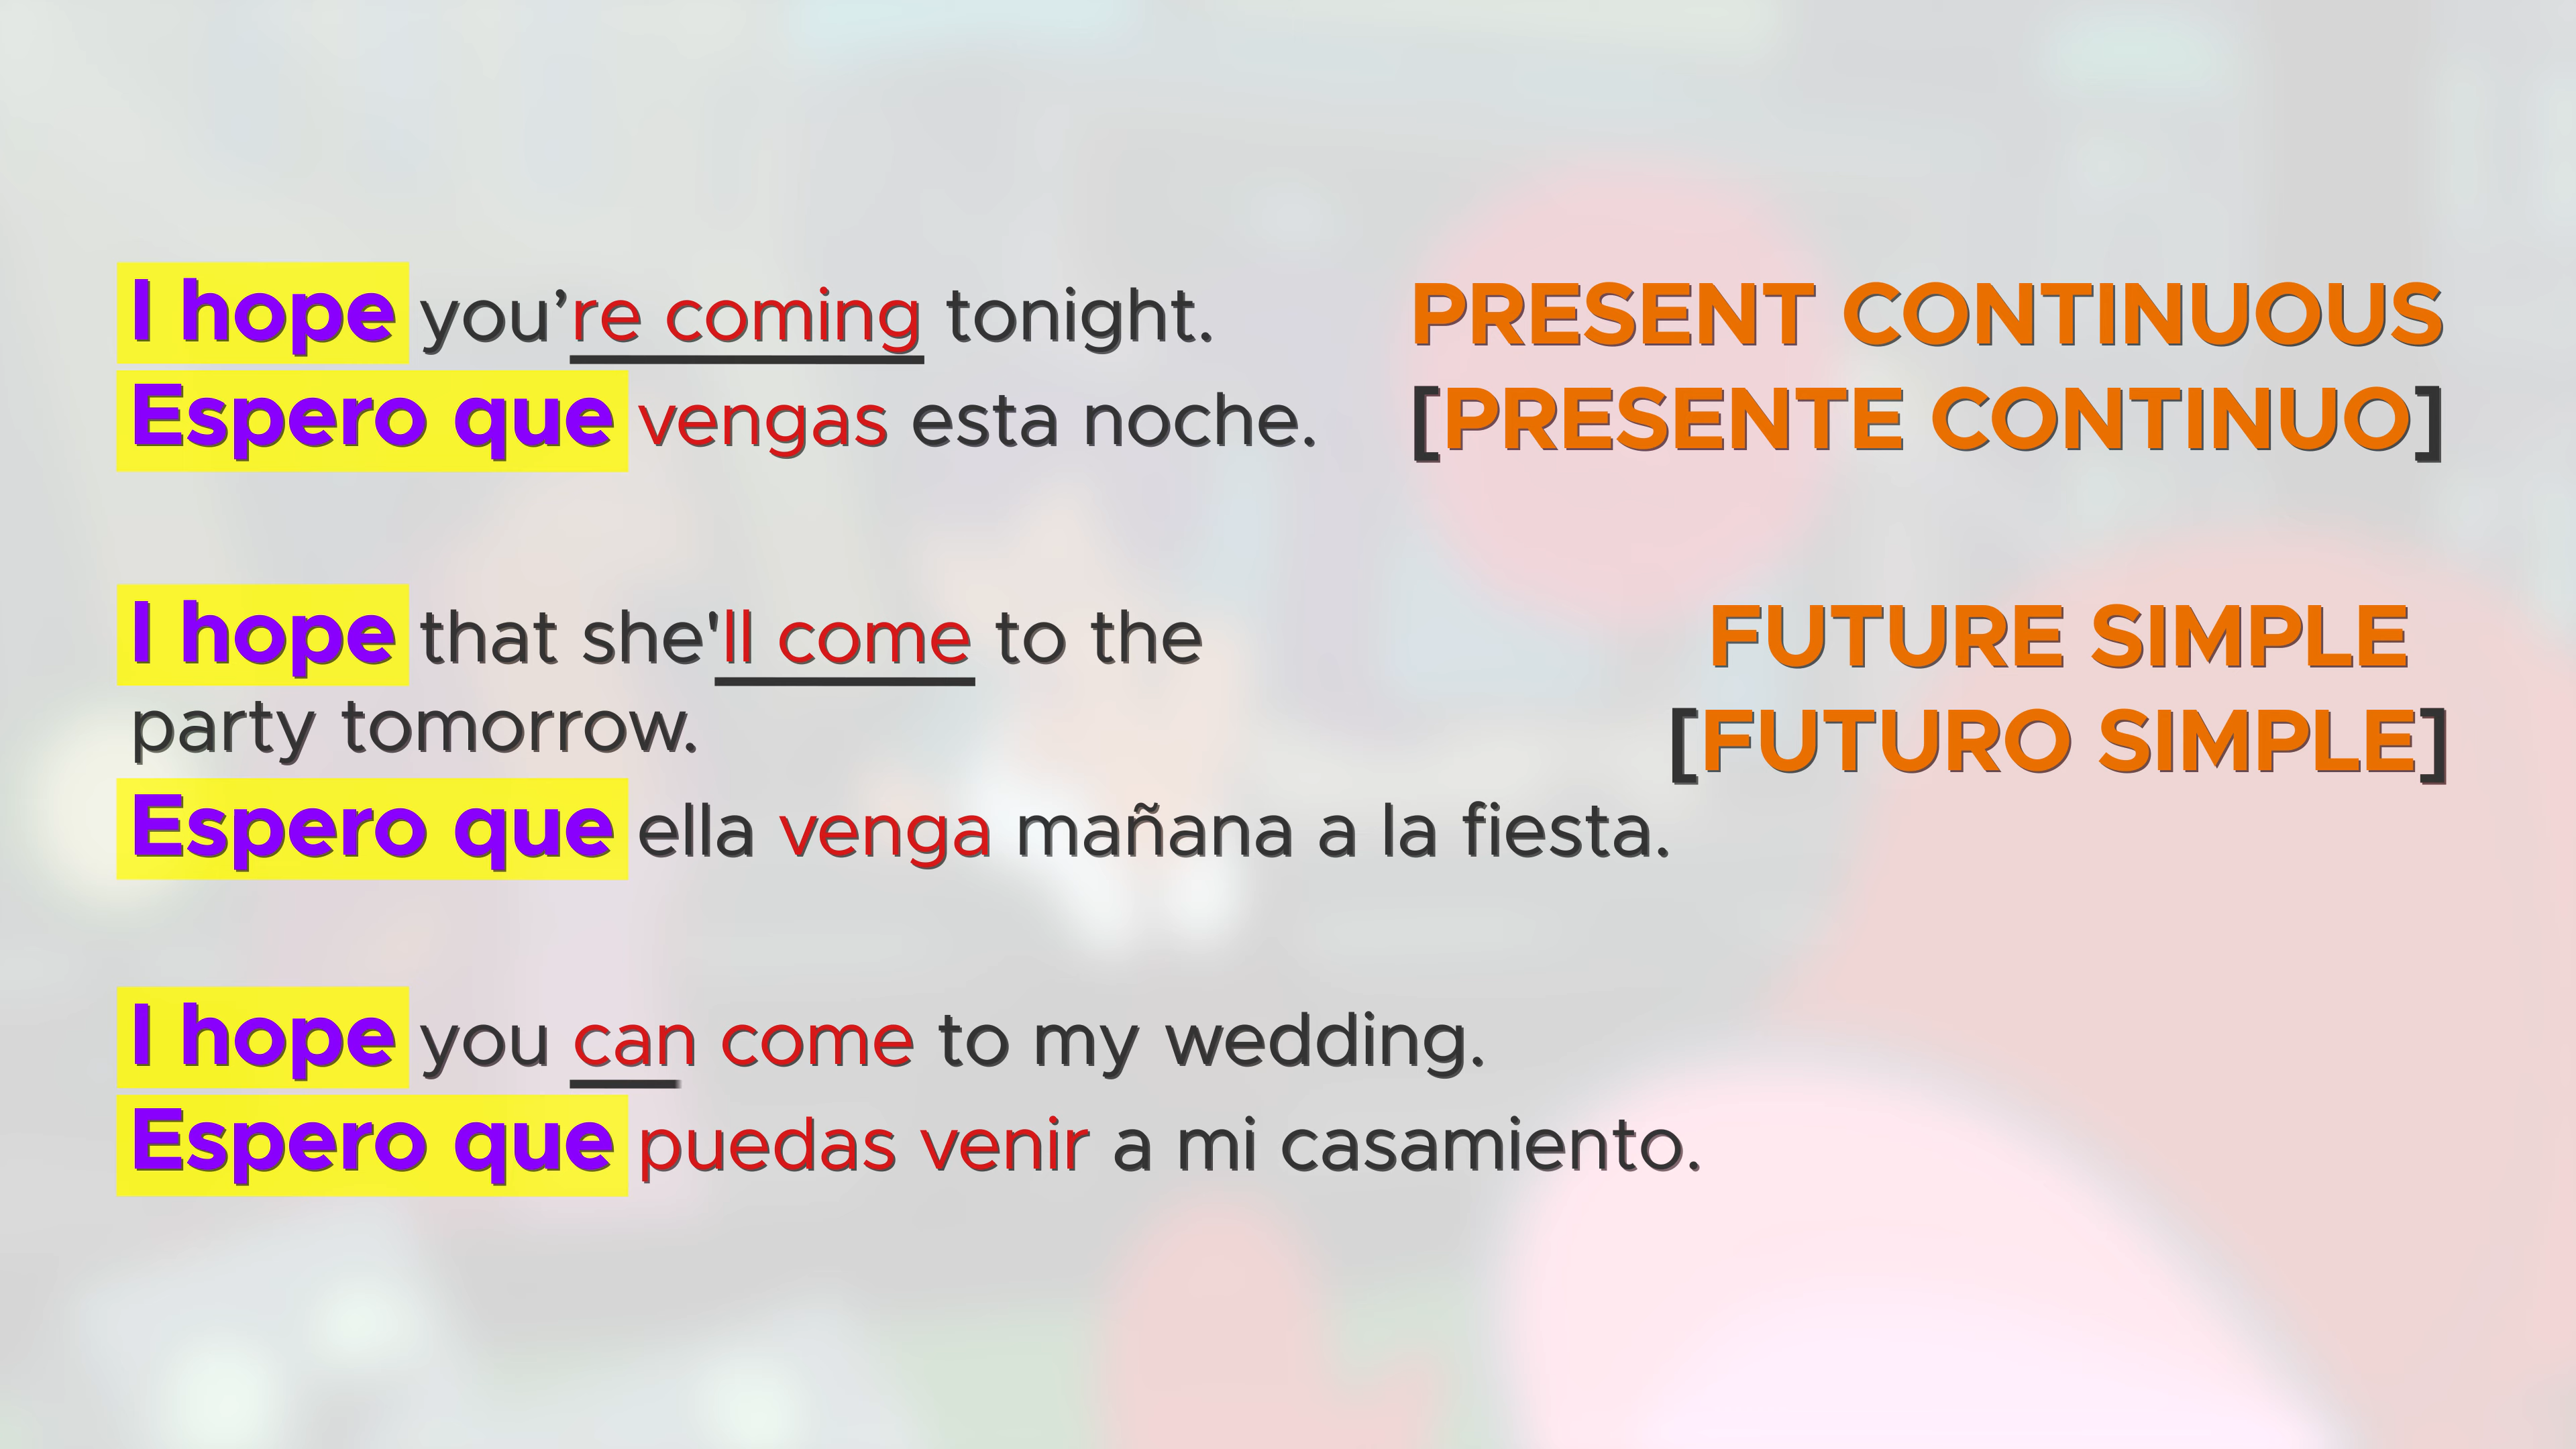 I hope you’re coming tonight.
PRESENT CONTINUOUS
Espero que vengas esta noche.
[PRESENTE CONTINUO]
I hope that she'll come to the
FUTURE SIMPLE
party tomorrow.
[FUTURO SIMPLE]
Espero que ella venga mañana a la fiesta.
I hope you can come to my wedding.
Espero que puedas venir a mi casamiento.